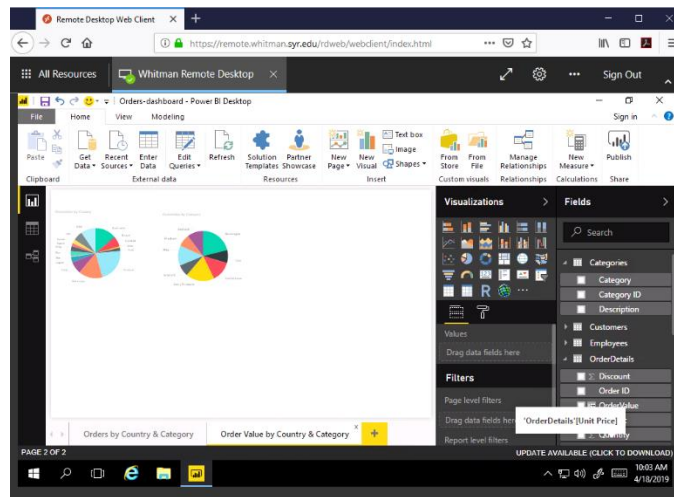 Remote Desktop Web Client
https://remote.whitman.syr.edu/rdweb/webclient/index.html
All Resources
Whitman Remote Desktop
Sign Out
Orders-dashboard - Power BI Desktop
File Home View Modeling Sign in
Paste
Get Data
Recent Sources
Enter Data
Edit Queries
Refresh
Solution Templates
Partner Showcase
New Page
New Visual
Text box
Image
Shapes
From Store
From File
Manage Relationships
New Measure
Publish
Clipboard External data Resources Insert Custom visuals Relationships Calculations Share
Visualizations
Values
Drag data fields here
Filters
Page level filters
Drag data fields her
Report level filters
Fields
Search
Categories
Category
Category ID
Description
Customers
Employees
OrderDetails
Discount
Order ID
OrderValue
Quantity
'OrderDetails'[Unit Price]
Orders by Country & Category
Order Value by Country & Category
PAGE 2 OF 2
UPDATE AVAILABLE (CLICK TO DOWNLOAD)
10:03 AM
4/18/2019